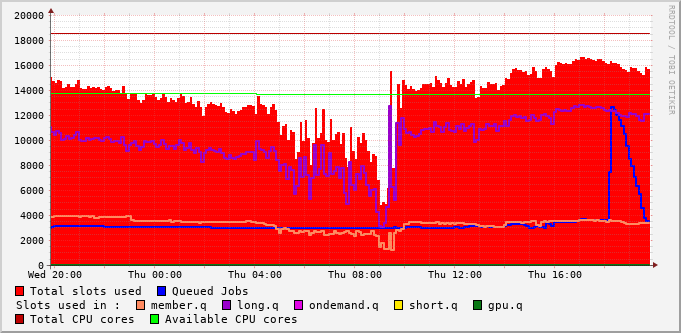 20000
18000
16000
14000
12000
10000
8000
6000
4000
2000
0
Wed 20:00 Thu 00:00 Thu 04:00 Thu 08:00 Thu 12:00 Thu 16:00
Total slots used Queued Jobs
Slots used in : member.q long.q ondemand.q short.q gpu.q
Total CPU cores Available CPU cores
RRDTOOL / TOBI OETIKER